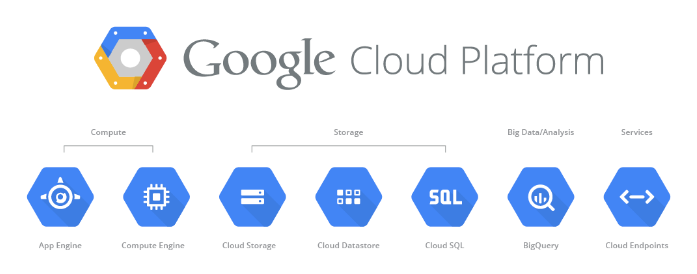 Google Cloud Platform
Compute
Storage
Big Data/Analysis
Services
SQL
App Engine
Compute Engine
Cloud Storage
Cloud Datastore
Cloud SQL
BigQuery
Cloud Endpoints